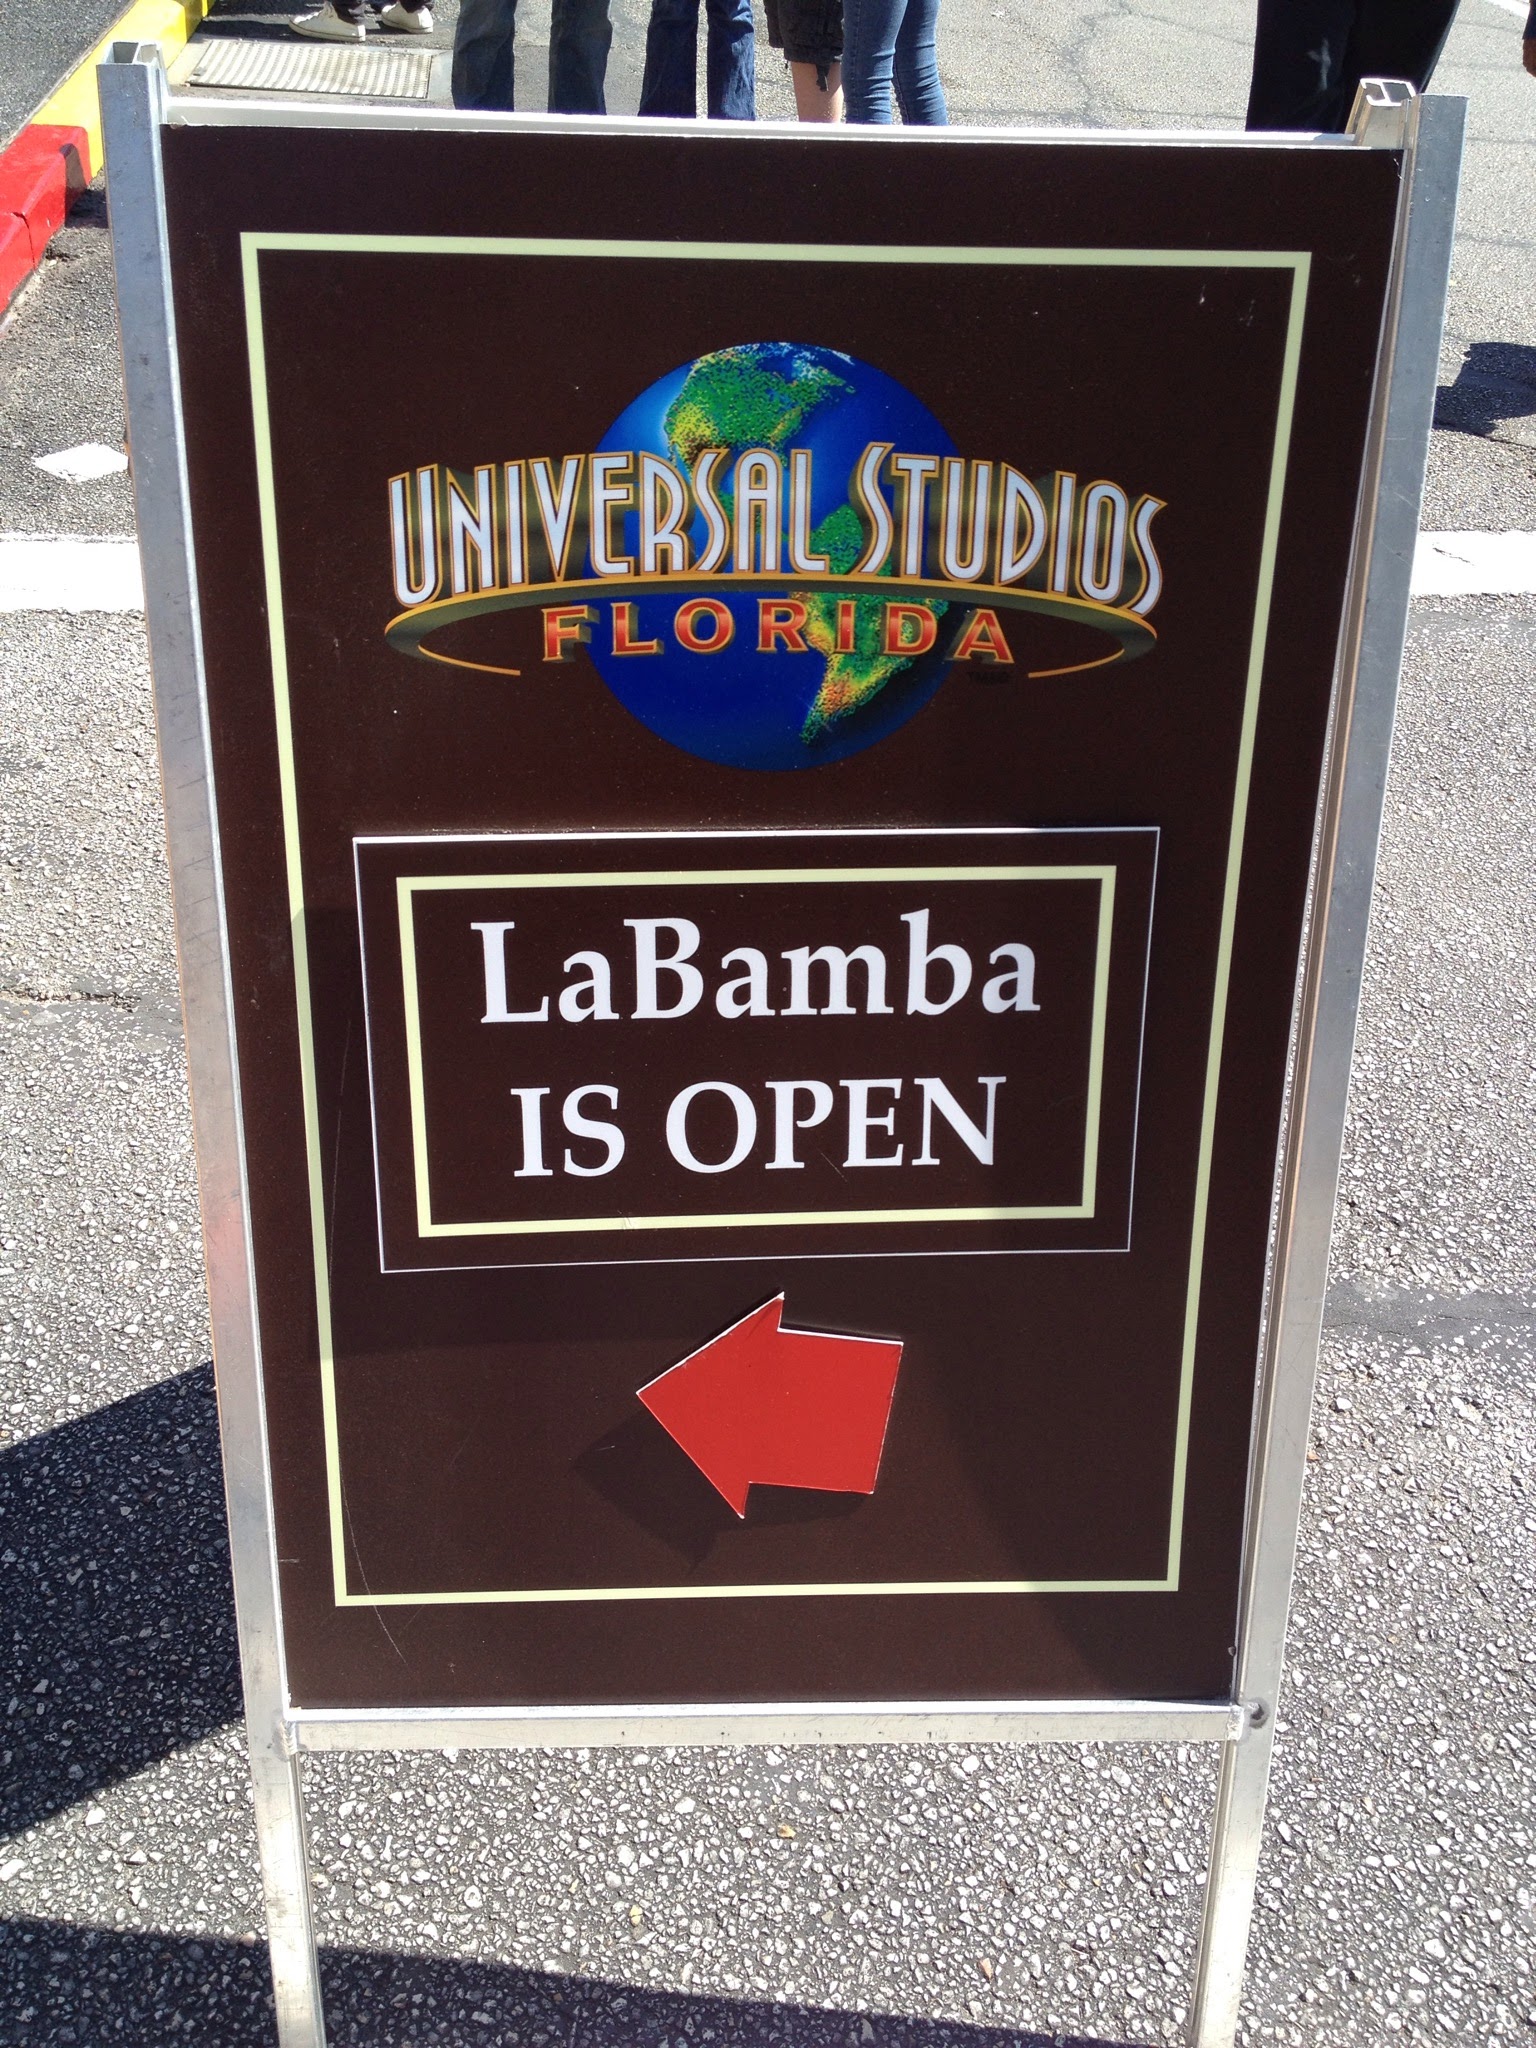 UNIVERSAL STUDIOS
FLORIDA
LaBamba
IS OPEN